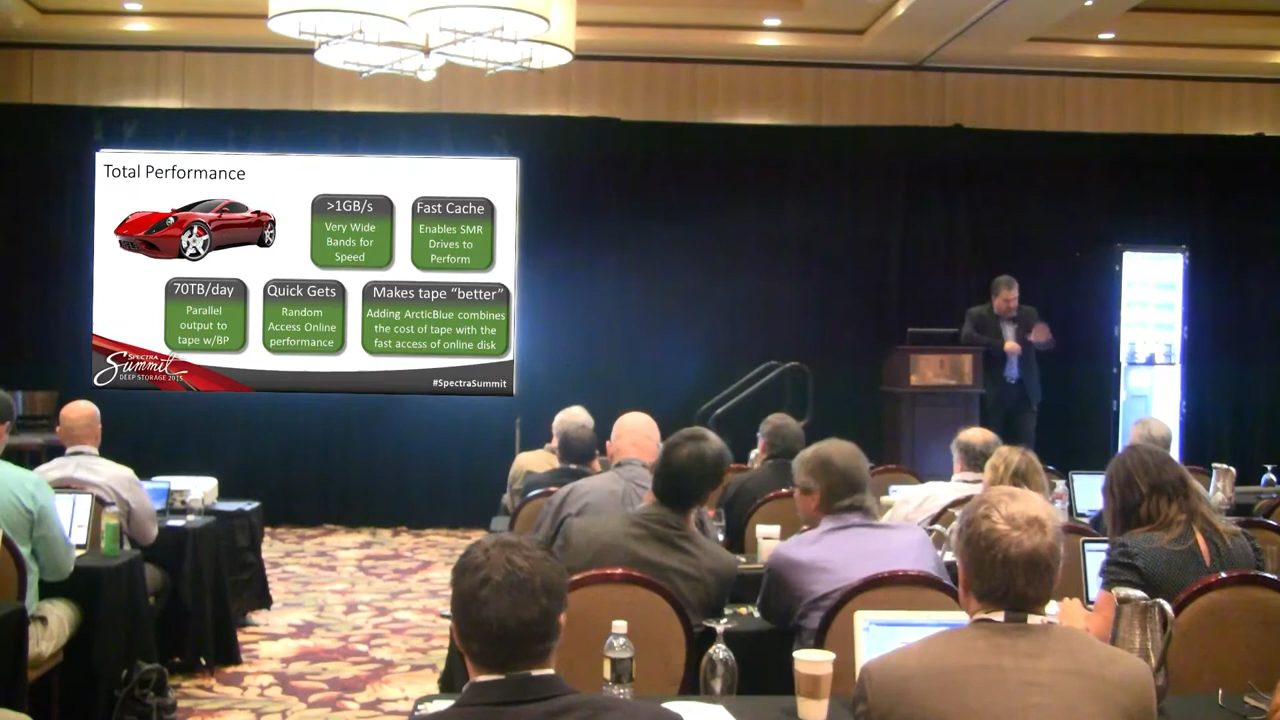 Total Performance
>1GB/s
Very Wide
Bands for
Speed
Fast Cache
Enables SMR
Drives to
Perform
70TB/day
Parallel
output to
tape w/BP
Quick Gets
Random
Access Online
performance
Makes tape “better”
Adding ArcticBlue combines
the cost of tape with the
fast access of online disk
SPECTRA
Summit
DEEP STORAGE 2015
#SpectraSummit